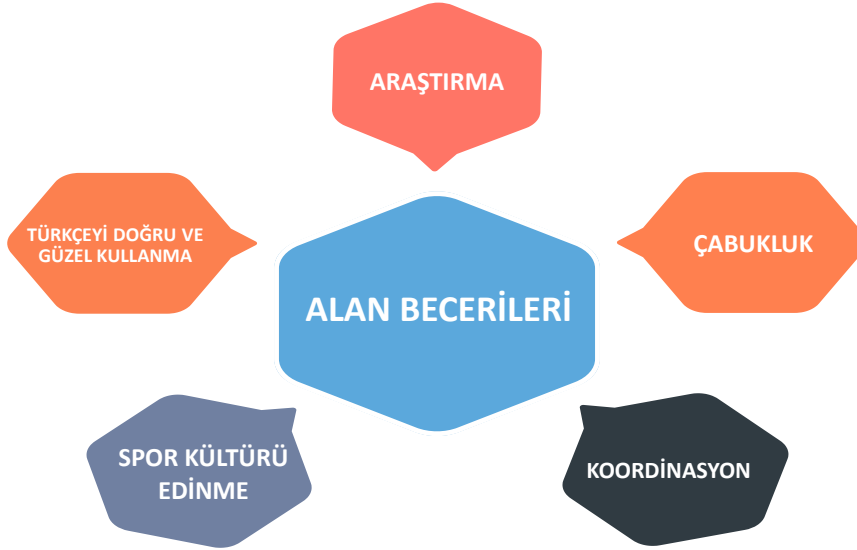 ARAŞTIRMA
TÜRKÇEYİ DOĞRU VE
GÜZEL KULLANMA
ÇABUKLUK
ALAN BECERİLERİ
SPOR KÜLTÜRÜ
EDİNME
KOORDİNASYON